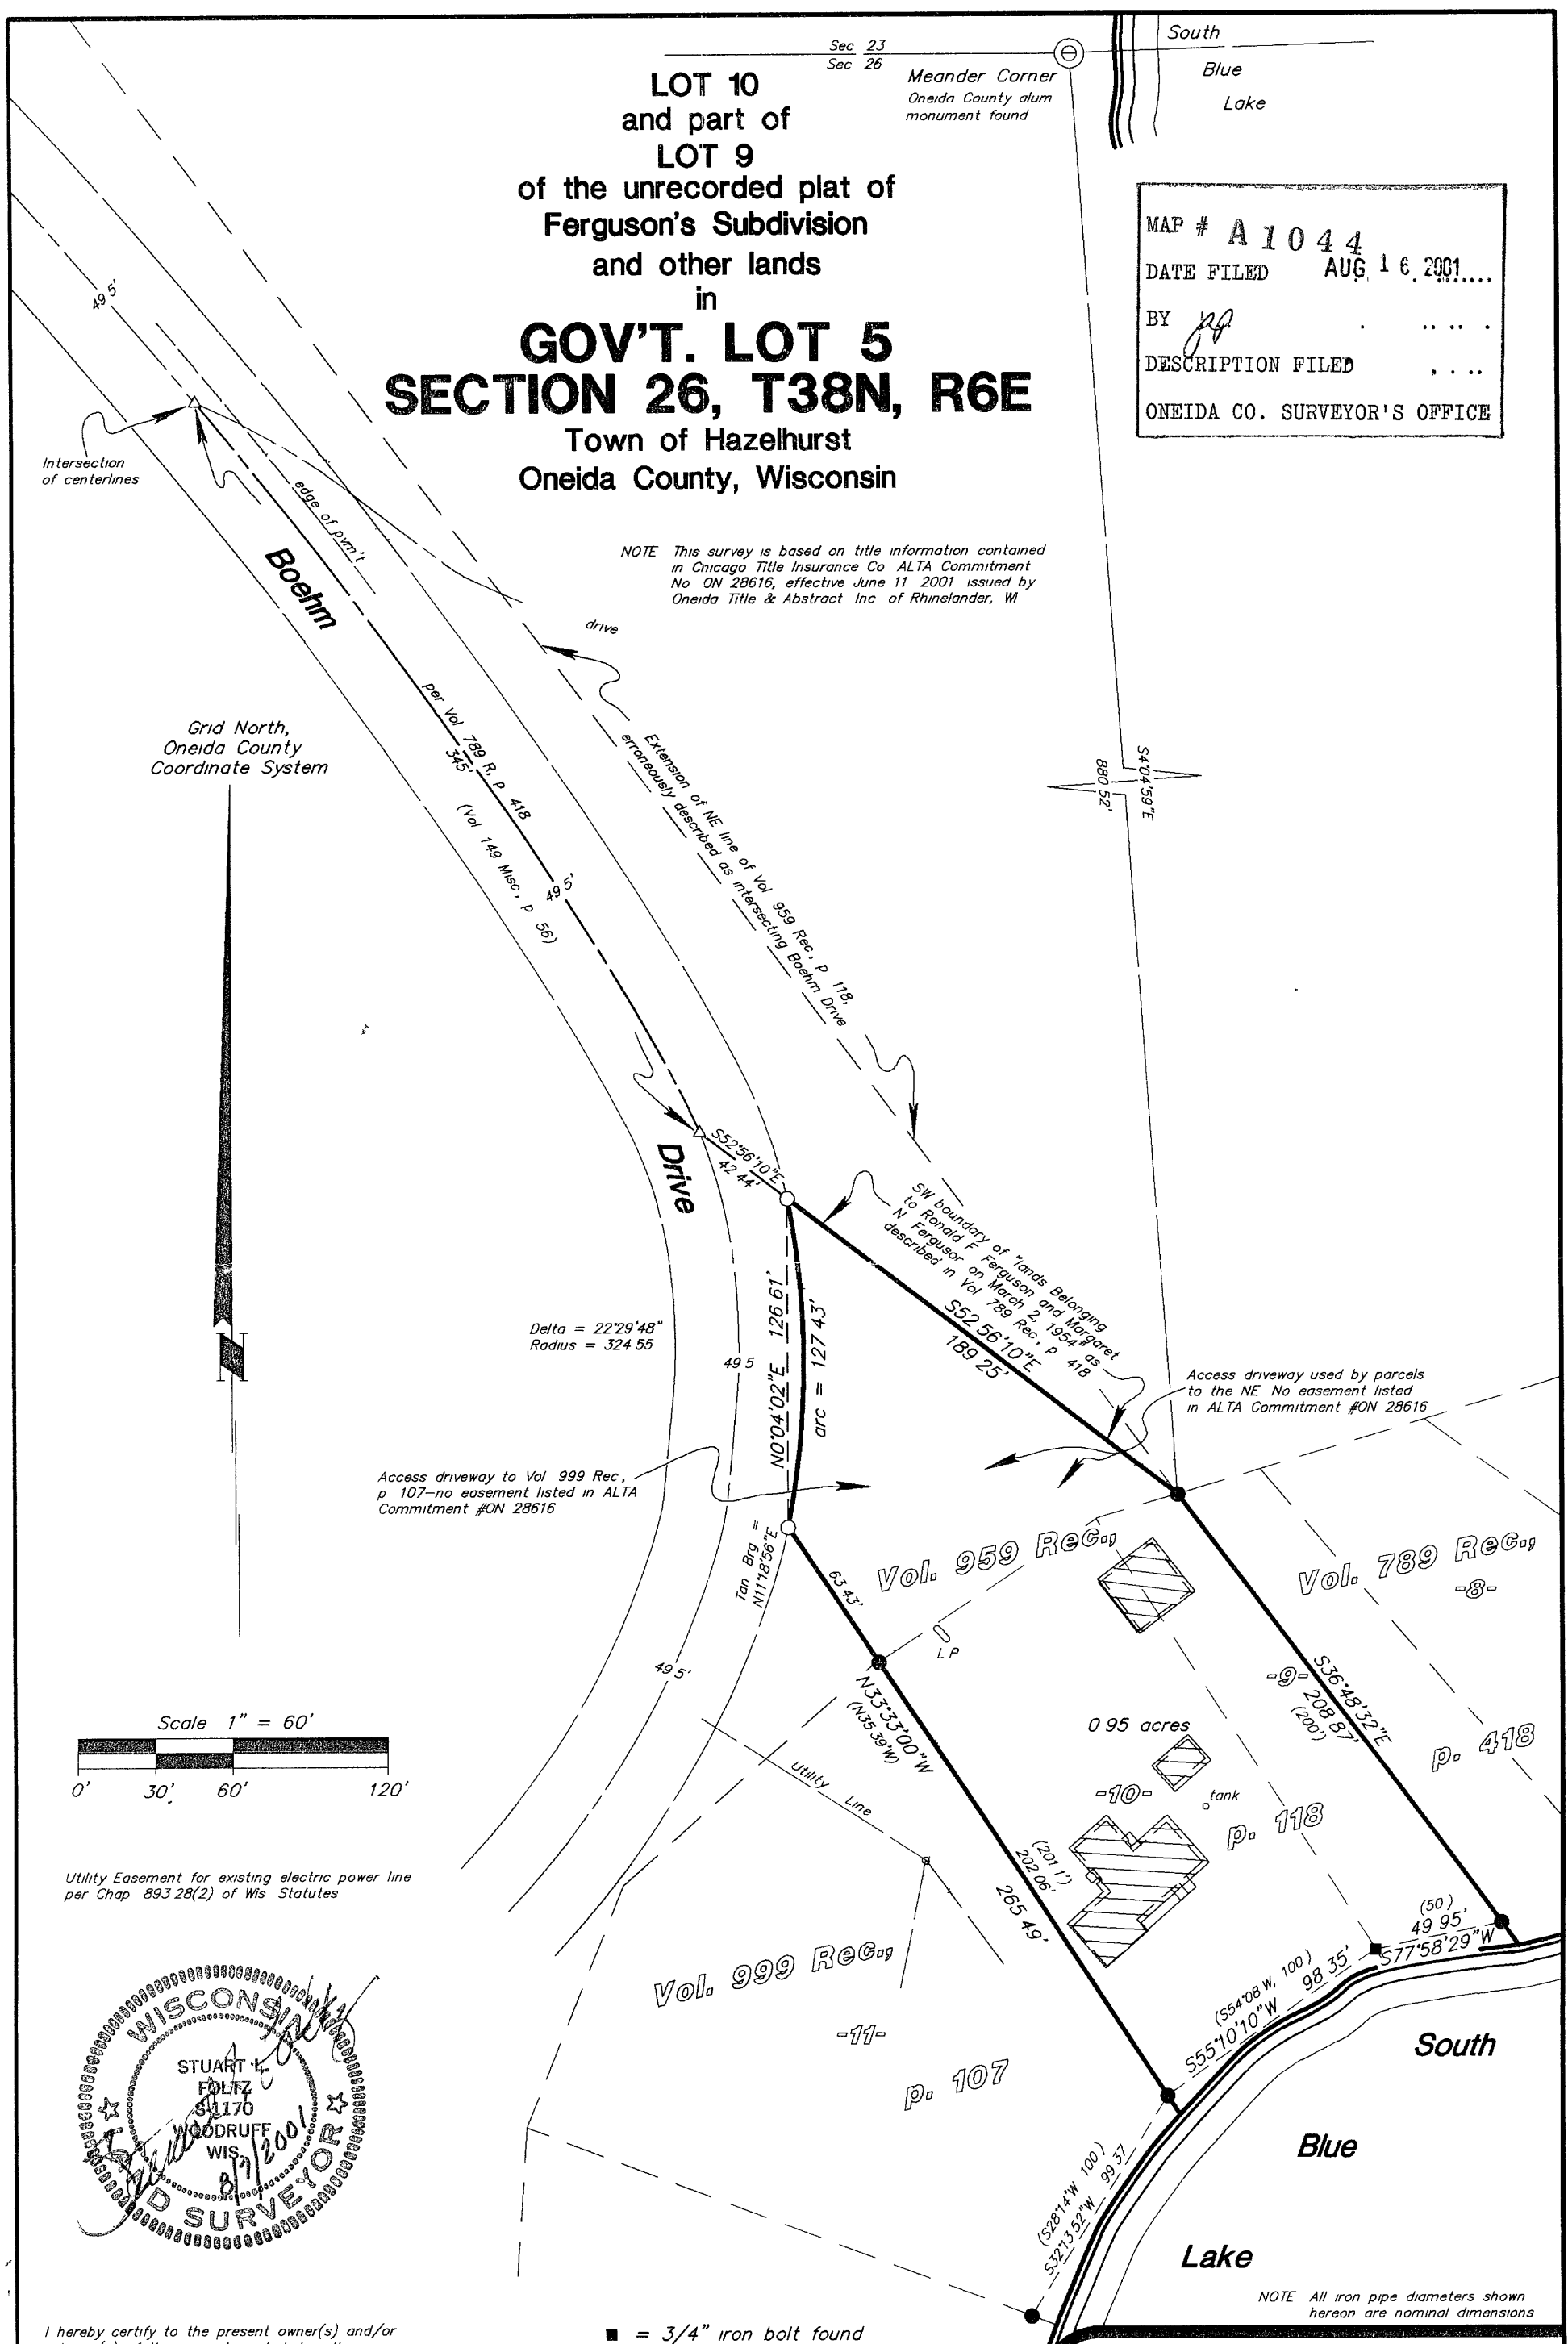 Sec 23
Sec 26
South
Blue
Lake
Meander Corner
Oneida County alum
monument found
LOT 10
and part of
LOT 9
of the unrecorded plat of
Ferguson's Subdivision
and other lands
in
GOV'T. LOT 5
SECTION 26, T38N, R6E
Town of Hazelhurst
Oneida County, Wisconsin
MAP # A1044
DATE FILED AUG 16 2001
BY
DESCRIPTION FILED
ONEIDA CO. SURVEYOR'S OFFICE
49 5'
Intersection
of centerlines
edge of pvm't
Boehm
NOTE This survey is based on title information contained
in Chicago Title Insurance Co ALTA Commitment
No ON 28616, effective June 11 2001 issued by
Oneida Title & Abstract Inc of Rhinelander, WI
drive
Grid North,
Oneida County
Coordinate System
per Vol 789 R, p 418
345'
(Vol 149 Misc, p 56)
49 5'
Extension of NE line of Vol 959 Rec, p 118,
erroneously described as intersecting Boehm Drive
S4°04'59"E
880 52'
S52°56'10"E
42 44'
Drive
SW boundary of "lands Belonging
to Ronald F Ferguson and Margaret
N Ferguson on March 2, 1954" as
described in Vol 789 Rec, p 418
S52 56'10"E
189 25'
Delta = 22°29'48"
Radius = 324 55
49 5
N0°04'02"E 126 61'
arc = 127 43'
N
Access driveway used by parcels
to the NE No easement listed
in ALTA Commitment #ON 28616
Access driveway to Vol 999 Rec,
p 107-no easement listed in ALTA
Commitment #ON 28616
Tan Brg =
N11°18'56"E
63 43'
Vol. 959 Rec.,
Vol. 789 Rec.,
-8-
L P
49 5'
N33°33'00"W
(N35 39'W)
-9-
S36°48'32"E
208 87'
(200')
p. 418
0 95 acres
-10-
tank
p. 118
Scale 1" = 60'
0' 30' 60' 120'
Utility Line
(201 1')
202 06'
265 49'
Utility Easement for existing electric power line
per Chap 893 28(2) of Wis Statutes
(50)
49 95'
S77°58'29"W
(S54°08 W, 100)
98 35'
S55°10'10"W
Vol. 999 Rec.,
-11-
p. 107
South
Blue
Lake
WISCONSIN
STUART L.
FOLTZ
S-1170
WOODRUFF
WIS.
8/7/2001
SURVEYOR
(S28°14'W 100)
S32°13 52"W 99 37
NOTE All iron pipe diameters shown
hereon are nominal dimensions
I hereby certify to the present owner(s) and/or
■ = 3/4" iron bolt found